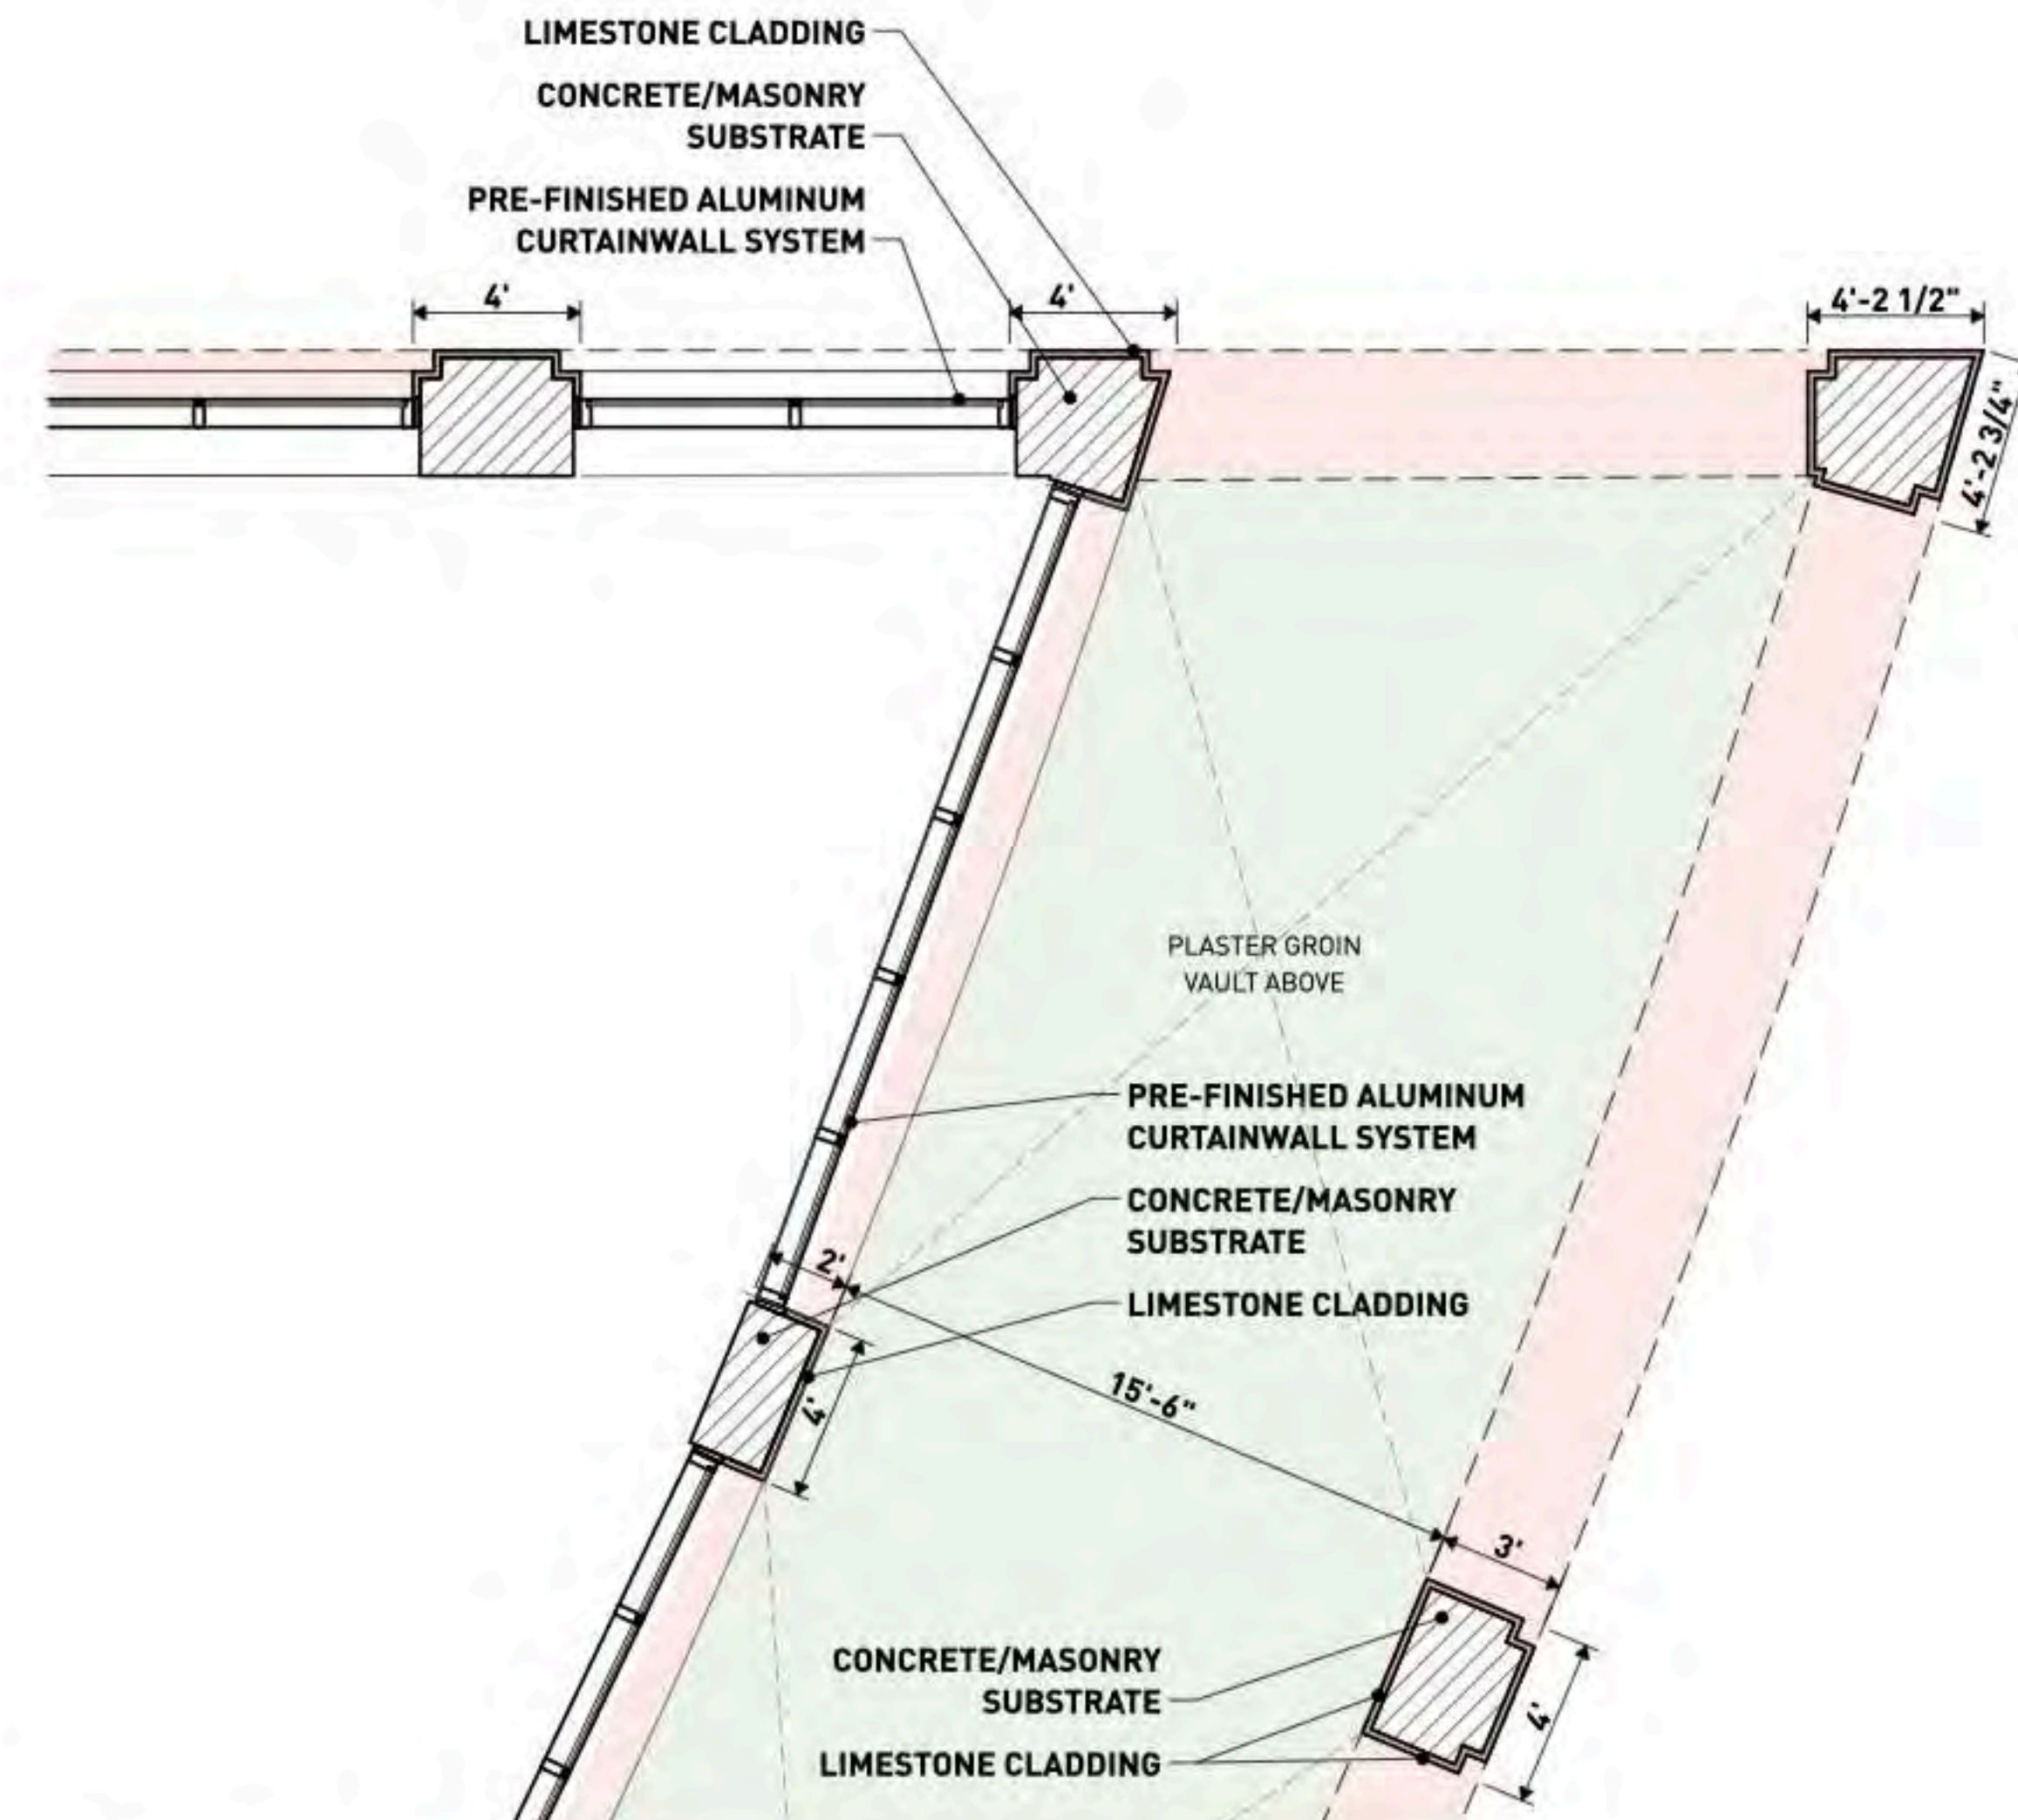 LIMESTONE CLADDING
CONCRETE/MASONRY
SUBSTRATE
PRE-FINISHED ALUMINUM
CURTAINWALL SYSTEM
4'
4'
4'-2 1/2"
4'-2 3/4"
PLASTER GROIN
VAULT ABOVE
PRE-FINISHED ALUMINUM
CURTAINWALL SYSTEM
CONCRETE/MASONRY
SUBSTRATE
2'
LIMESTONE CLADDING
4'
15'-6"
3'
CONCRETE/MASONRY
SUBSTRATE
4'
LIMESTONE CLADDING